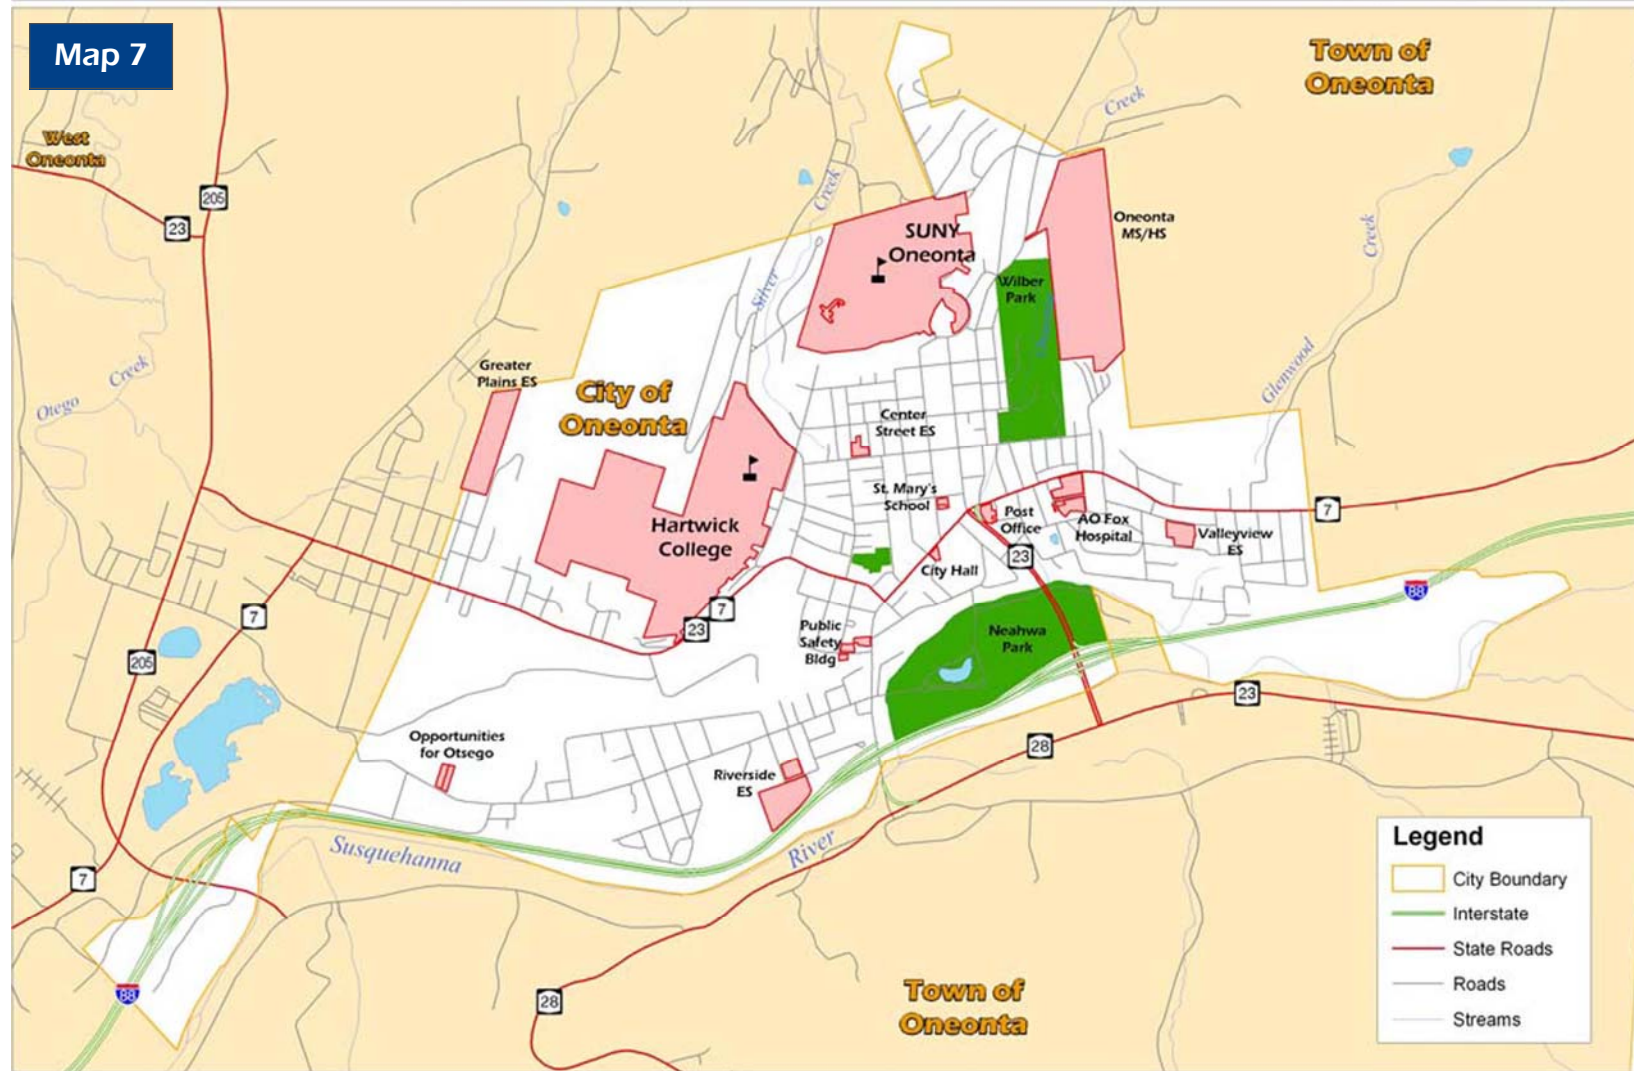 Map 7
Town of
Oneonta
West
Oneonta
205
23
Creek
Creek
SUNY
Oneonta
Oneonta
MS/HS
Creek
Wilber
Park
Silver
Greater
Plains ES
City of
Oneonta
Creek
Otego
Glenwood
Center
Street ES
St. Mary's
School
Post
Office
AO Fox
Hospital
Valleyview
ES
7
Hartwick
College
23
City Hall
88
7
7
23
Public
Safety
Bldg
Neahwa
Park
205
23
28
Opportunities
for Otsego
Riverside
ES
Susquehanna
River
7
88
28
Town of
Oneonta
Legend
City Boundary
Interstate
State Roads
Roads
Streams